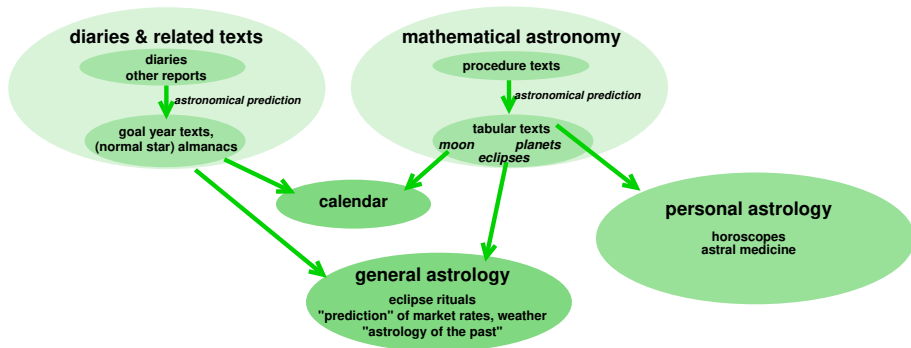 diaries & related texts
diaries
other reports
astronomical prediction
goal year texts,
(normal star) almanacs
mathematical astronomy
procedure texts
astronomical prediction
tabular texts
moon planets
eclipses
calendar
personal astrology
horoscopes
astral medicine
general astrology
eclipse rituals
"prediction" of market rates, weather
"astrology of the past"